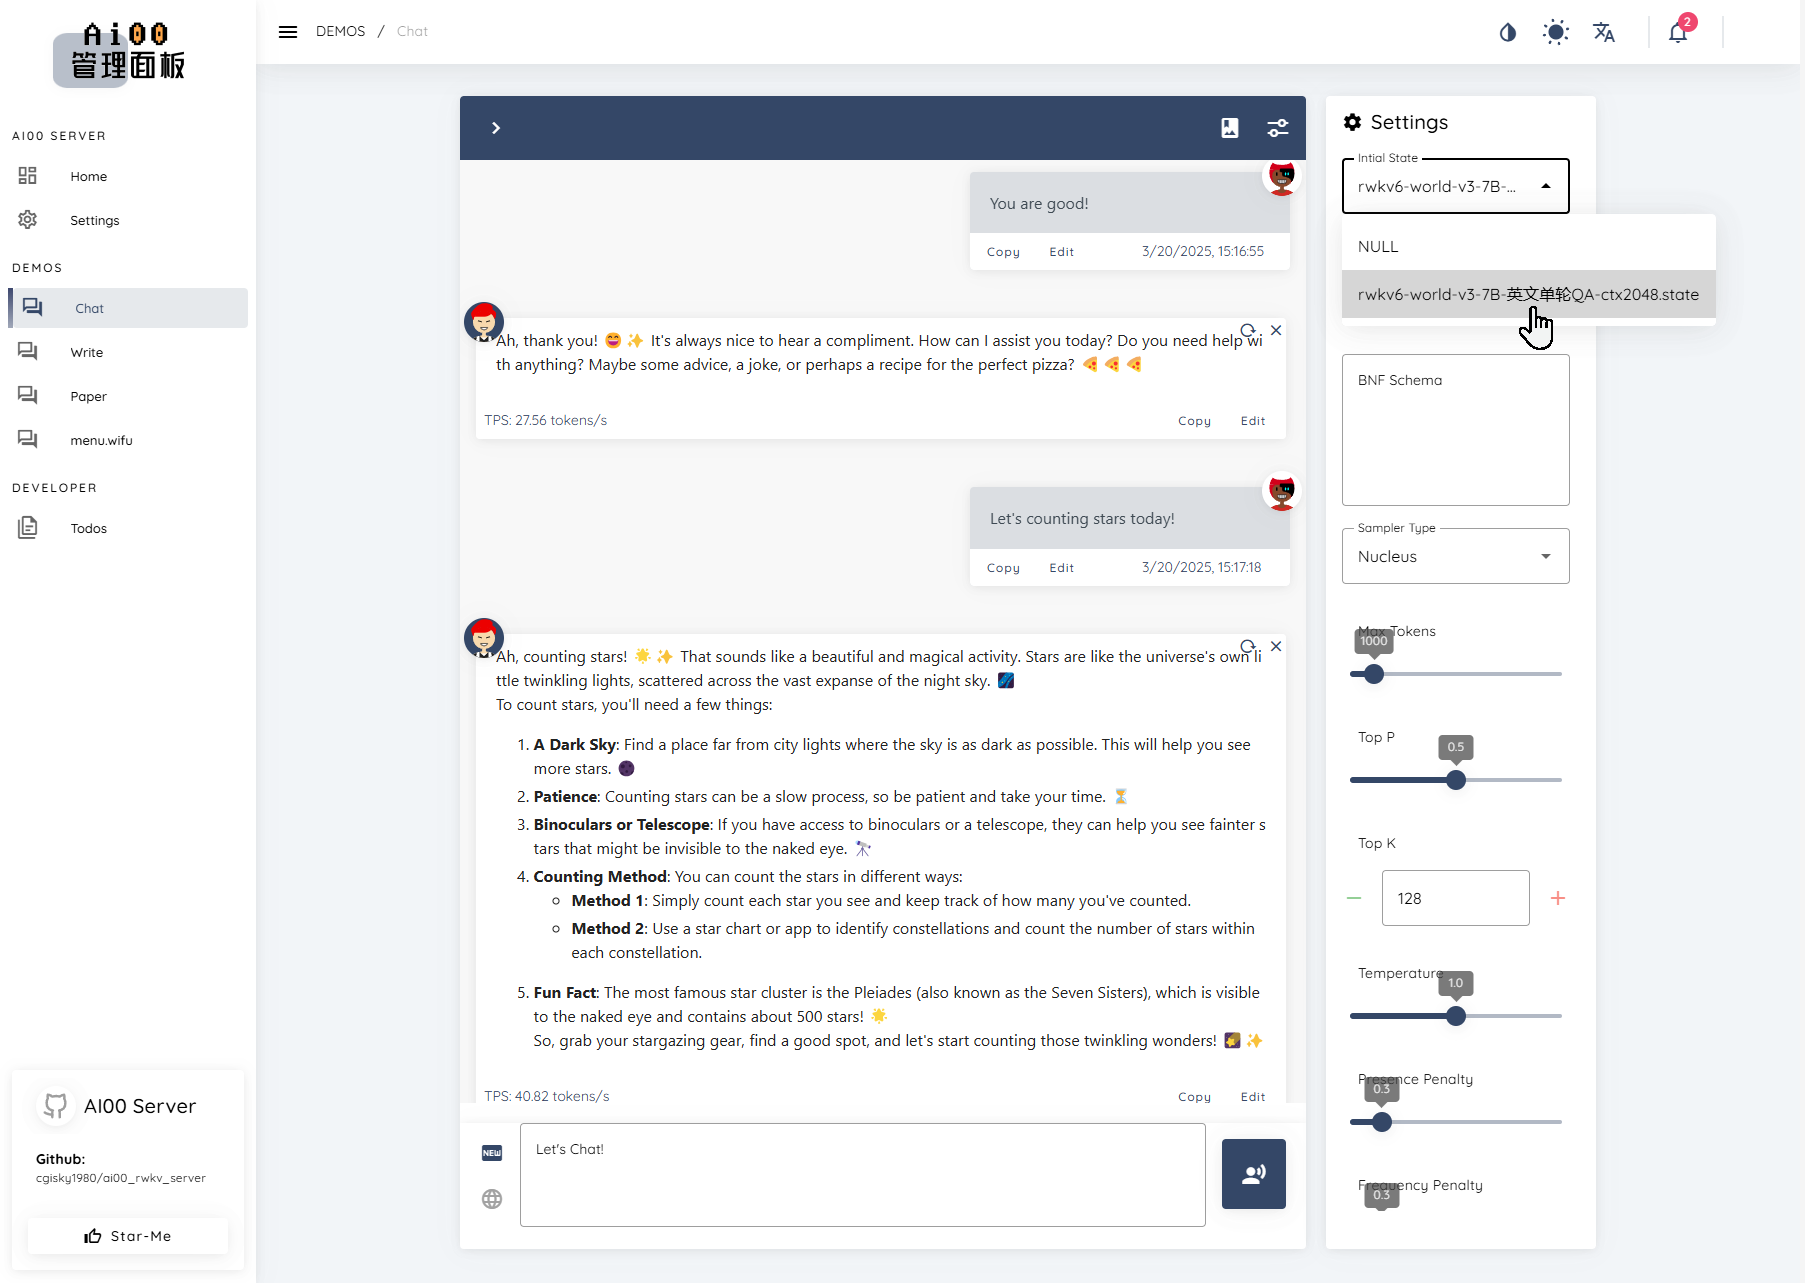 Ai00
管理面板
AI00 SERVER
Home
Settings
DEMOS
Chat
Write
Paper
menu.wifu
DEVELOPER
Todos
AI00 Server
Github:
cgisky1980/ai00_rwkv_server
Star-Me
DEMOS / Chat
2
You are good!
Copy Edit 3/20/2025, 15:16:55
Ah, thank you! 😄 ✨ It's always nice to hear a compliment. How can I assist you today? Do you need help wi
th anything? Maybe some advice, a joke, or perhaps a recipe for the perfect pizza? 🍕 🍕 🍕
TPS: 27.56 tokens/s Copy Edit
Let's counting stars today!
Copy Edit 3/20/2025, 15:17:18
Ah, counting stars! 🌟 ✨ That sounds like a beautiful and magical activity. Stars are like the universe's own li
ttle twinkling lights, scattered across the vast expanse of the night sky. 🌌
To count stars, you'll need a few things:
1. A Dark Sky: Find a place far from city lights where the sky is as dark as possible. This will help you see
more stars. 🌑
2. Patience: Counting stars can be a slow process, so be patient and take your time. ⏳
3. Binoculars or Telescope: If you have access to binoculars or a telescope, they can help you see fainter s
tars that might be invisible to the naked eye. 🔭
4. Counting Method: You can count the stars in different ways:
Method 1: Simply count each star you see and keep track of how many you've counted.
Method 2: Use a star chart or app to identify constellations and count the number of stars within
each constellation.
5. Fun Fact: The most famous star cluster is the Pleiades (also known as the Seven Sisters), which is visible
to the naked eye and contains about 500 stars! 🌟
So, grab your stargazing gear, find a good spot, and let's start counting those twinkling wonders! 🌠 ✨
TPS: 40.82 tokens/s Copy Edit
NEW
Let's Chat!
Settings
Intial State
rwkv6-world-v3-7B-...
NULL
rwkv6-world-v3-7B-英文单轮QA-ctx2048.state
BNF Schema
Sampler Type
Nucleus
Max Tokens
1000
Top P
0.5
Top K
128
Temperature
1.0
Presence Penalty
0.3
Frequency Penalty
0.3